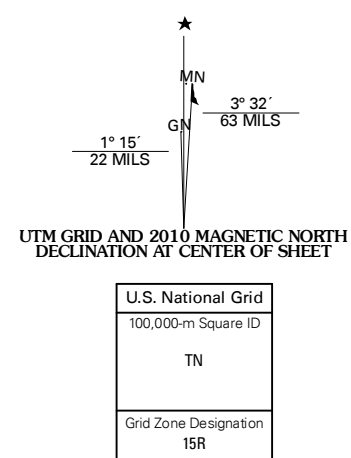 MN
3° 32´
63 MILS
GN
1° 15´
22 MILS
UTM GRID AND 2010 MAGNETIC NORTH
DECLINATION AT CENTER OF SHEET
U.S. National Grid
100,000-m Square ID
TN
Grid Zone Designation
15R